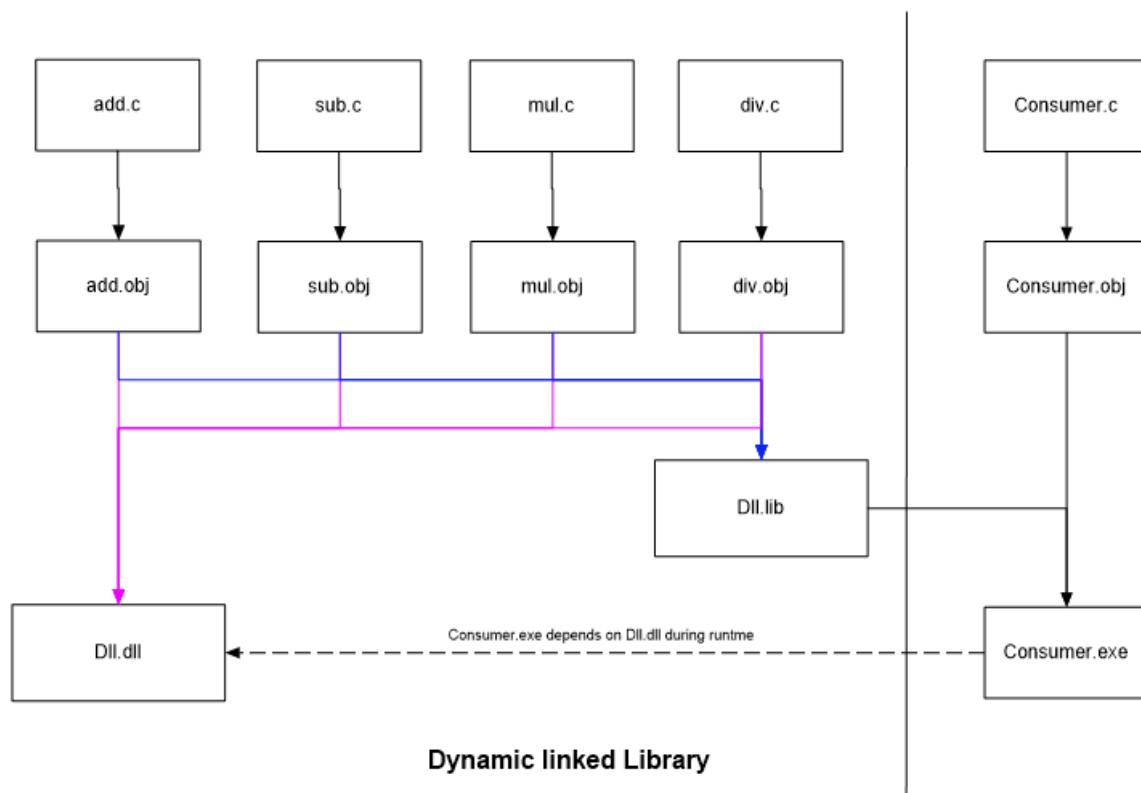 add.c
sub.c
mul.c
div.c
Consumer.c
add.obj
sub.obj
mul.obj
div.obj
Consumer.obj
Dll.lib
Dll.dll
Consumer.exe depends on Dll.dll during runtme
Consumer.exe
Dynamic linked Library